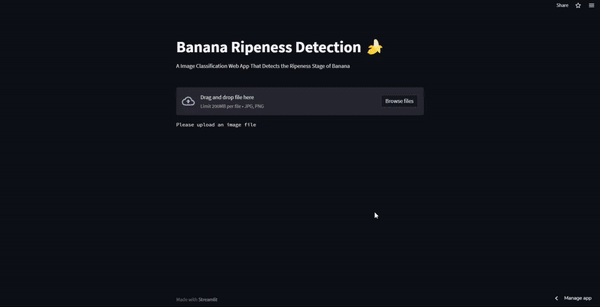 Share
Banana Ripeness Detection 🍌
A Image Classification Web App That Detects the Ripeness Stage of Banana
Drag and drop file here
Limit 200MB per file • JPG, PNG
Browse files
Please upload an image file
Made with Streamlit
Manage app